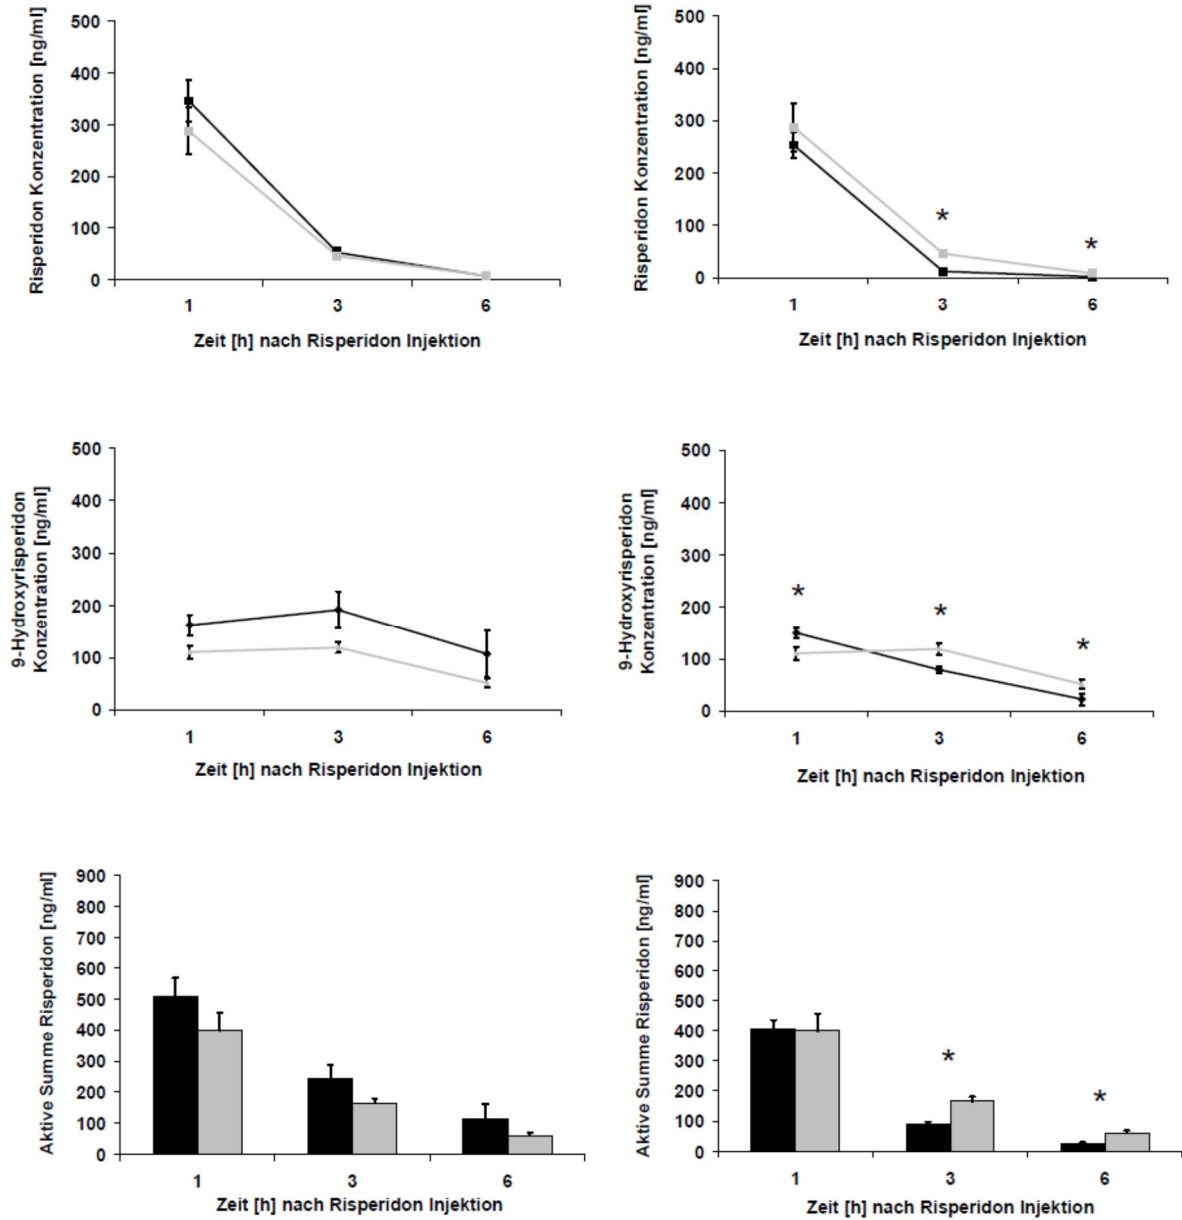 Risperidon Konzentration [ng/ml]
500
400
300
200
100
0
1 3 6
Zeit [h] nach Risperidon Injektion
Risperidon Konzentration [ng/ml]
500
400
300
200
100
0
* *
1 3 6
Zeit [h] nach Risperidon Injektion
9-Hydroxyrisperidon
Konzentration [ng/ml]
500
400
300
200
100
0
1 3 6
Zeit [h] nach Risperidon Injektion
9-Hydroxyrisperidon
Konzentration [ng/ml]
500
400
300
200
100
0
* * *
1 3 6
Zeit [h] nach Risperidon Injektion
Aktive Summe Risperidon [ng/ml]
900
800
700
600
500
400
300
200
100
0
1 3 6
Zeit [h] nach Risperidon Injektion
Aktive Summe Risperidon [ng/ml]
900
800
700
600
500
400
300
200
100
0
* *
1 3 6
Zeit [h] nach Risperidon Injektion